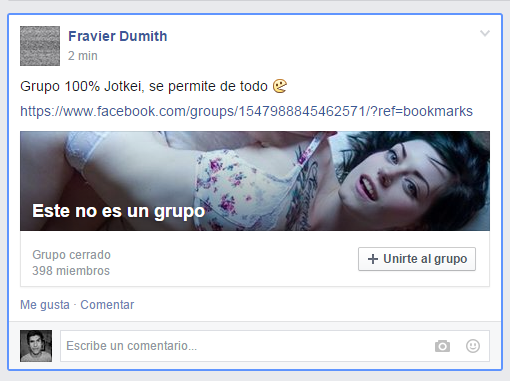 Fravier Dumith
2 min
Grupo 100% Jotkei, se permite de todo
https://www.facebook.com/groups/1547988845462571/?ref=bookmarks
Este no es un grupo
Grupo cerrado
398 miembros
Unirte al grupo
Me gusta · Comentar
Escribe un comentario...